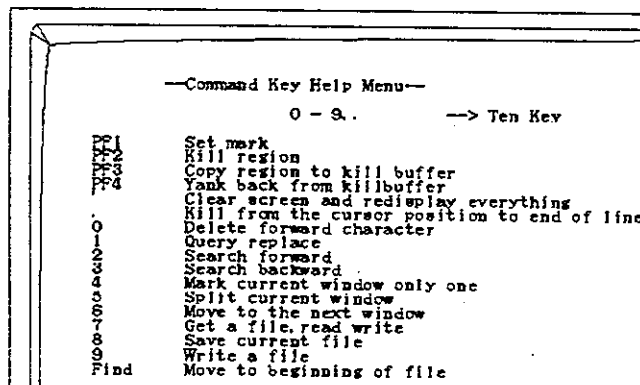 —Command Key Help Menu—
0 - 9.. --> Ten Key
PF1 Set mark
PF2 Kill region
PF3 Copy region to kill buffer
PF4 Yank back from killbuffer
Clear screen and redisplay everything
. Kill from the cursor position to end of line
0 Delete forward character
1 Query replace
2 Search forward
3 Search backward
4 Mark current window only one
5 Split current window
6 Move to the next window
7 Get a file, read write
8 Save current file
9 Write a file
Find Move to beginning of file